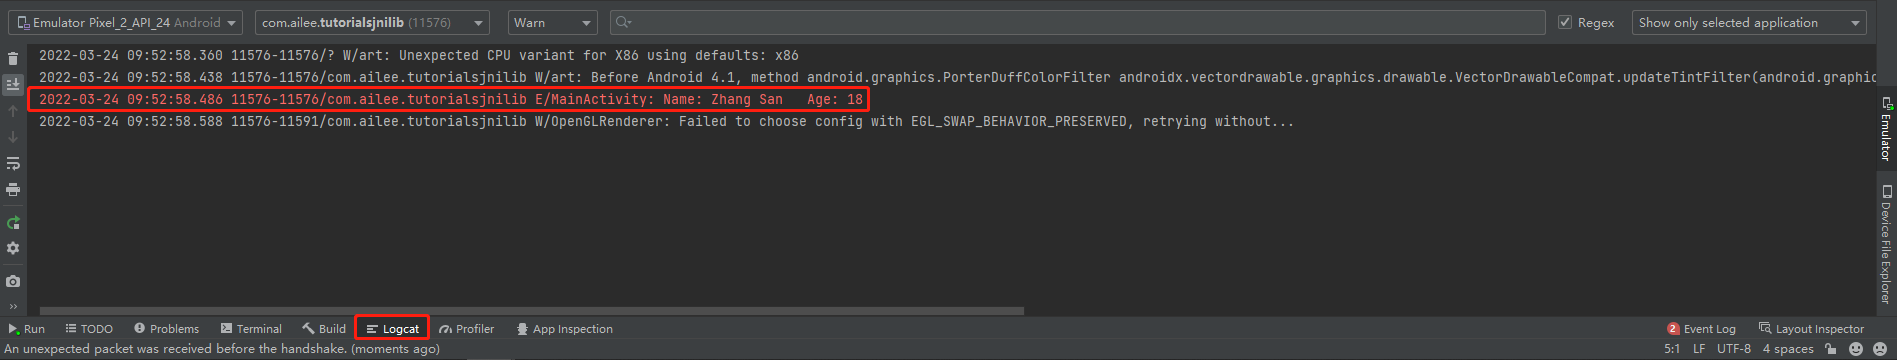 Emulator Pixel_2_API_24 Android
com.ailee.tutorialsjnilib (11576)
Warn
Regex
Show only selected application
2022-03-24 09:52:58.360 11576-11576/? W/art: Unexpected CPU variant for X86 using defaults: x86
2022-03-24 09:52:58.438 11576-11576/com.ailee.tutorialsjnilib W/art: Before Android 4.1, method android.graphics.PorterDuffColorFilter androidx.vectordrawable.graphics.drawable.VectorDrawableCompat.updateTintFilter(android.graphic
2022-03-24 09:52:58.486 11576-11576/com.ailee.tutorialsjnilib E/MainActivity: Name: Zhang San   Age: 18
2022-03-24 09:52:58.588 11576-11591/com.ailee.tutorialsjnilib W/OpenGLRenderer: Failed to choose config with EGL_SWAP_BEHAVIOR_PRESERVED, retrying without...
Emulator
Device File Explorer
Run TODO Problems Terminal Build Logcat Profiler App Inspection 2 Event Log Layout Inspector
An unexpected packet was received before the handshake. (moments ago) 5:1 LF UTF-8 4 spaces